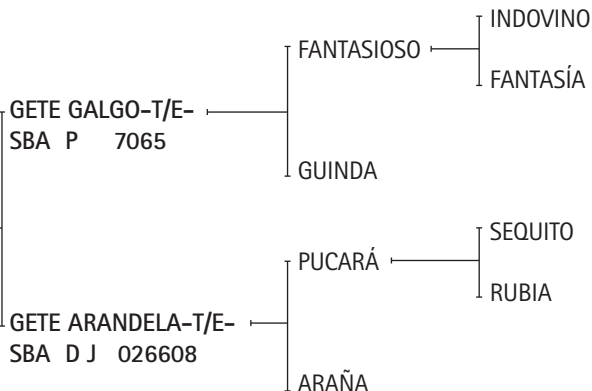 INDOVINO
FANTASIOSO
FANTASÍA
GETE GALGO-T/E-
SBA P 7065
GUINDA
SEQUITO
PUCARÁ
RUBIA
GETE ARANDELA-T/E-
SBA D J 026608
ARAÑA